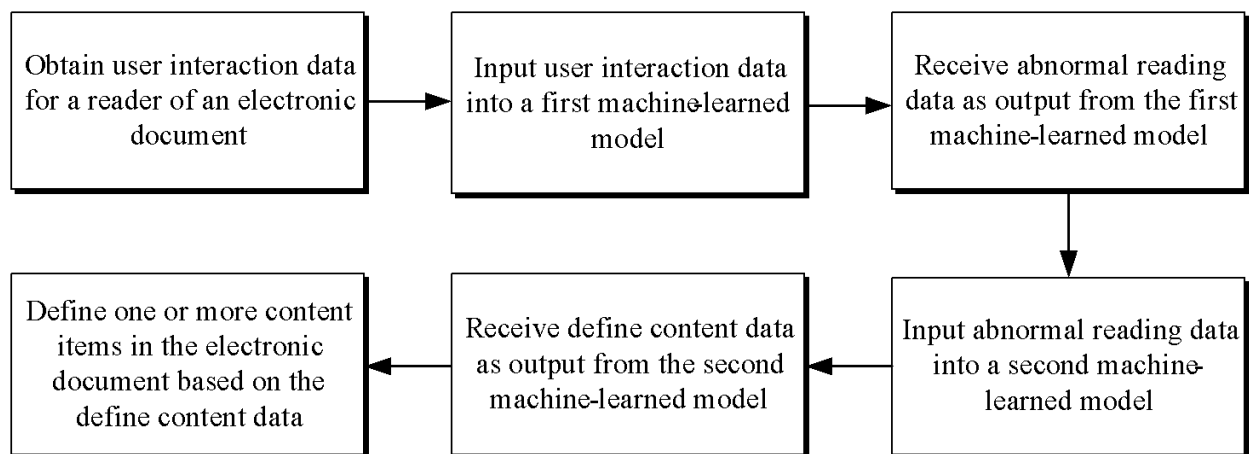 Obtain user interaction data
for a reader of an electronic
document
Input user interaction data
into a first machine-learned
model
Receive abnormal reading
data as output from the first
machine-learned model
Input abnormal reading data
into a second machine-
learned model
Receive define content data
as output from the second
machine-learned model
Define one or more content
items in the electronic
document based on the
define content data